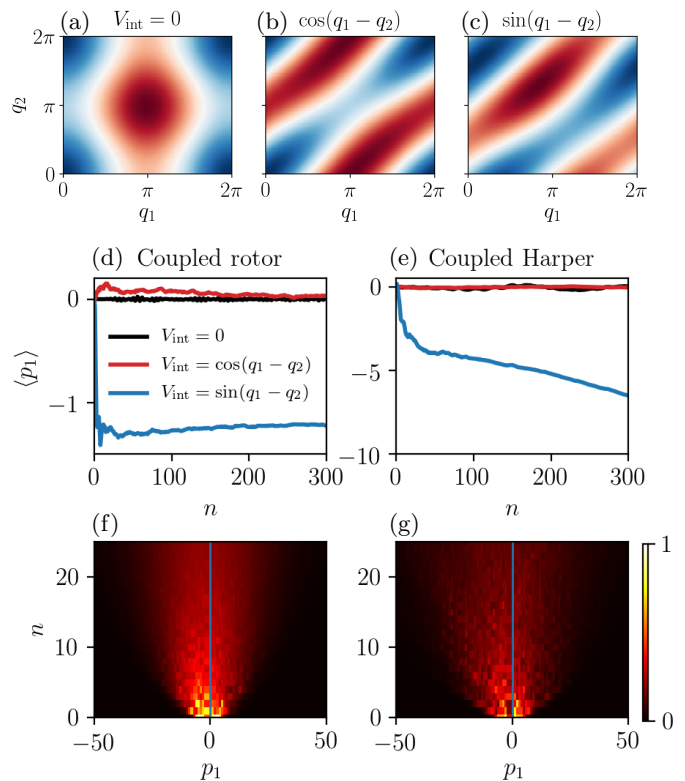 (a) V_int = 0 (b) cos(q_1 − q_2) (c) sin(q_1 − q_2)
2π
π
0
q_2
0 π 2π 0 π 2π 0 π 2π
q_1 q_1 q_1
(d) Coupled rotor (e) Coupled Harper
0
−1
⟨p_1⟩
V_int = 0
V_int = cos(q_1 − q_2)
V_int = sin(q_1 − q_2)
0
−5
−10
0 100 200 300 0 100 200 300
n n
(f) (g)
20
10
0
n
−50 0 50 −50 0 50
p_1 p_1
1
0